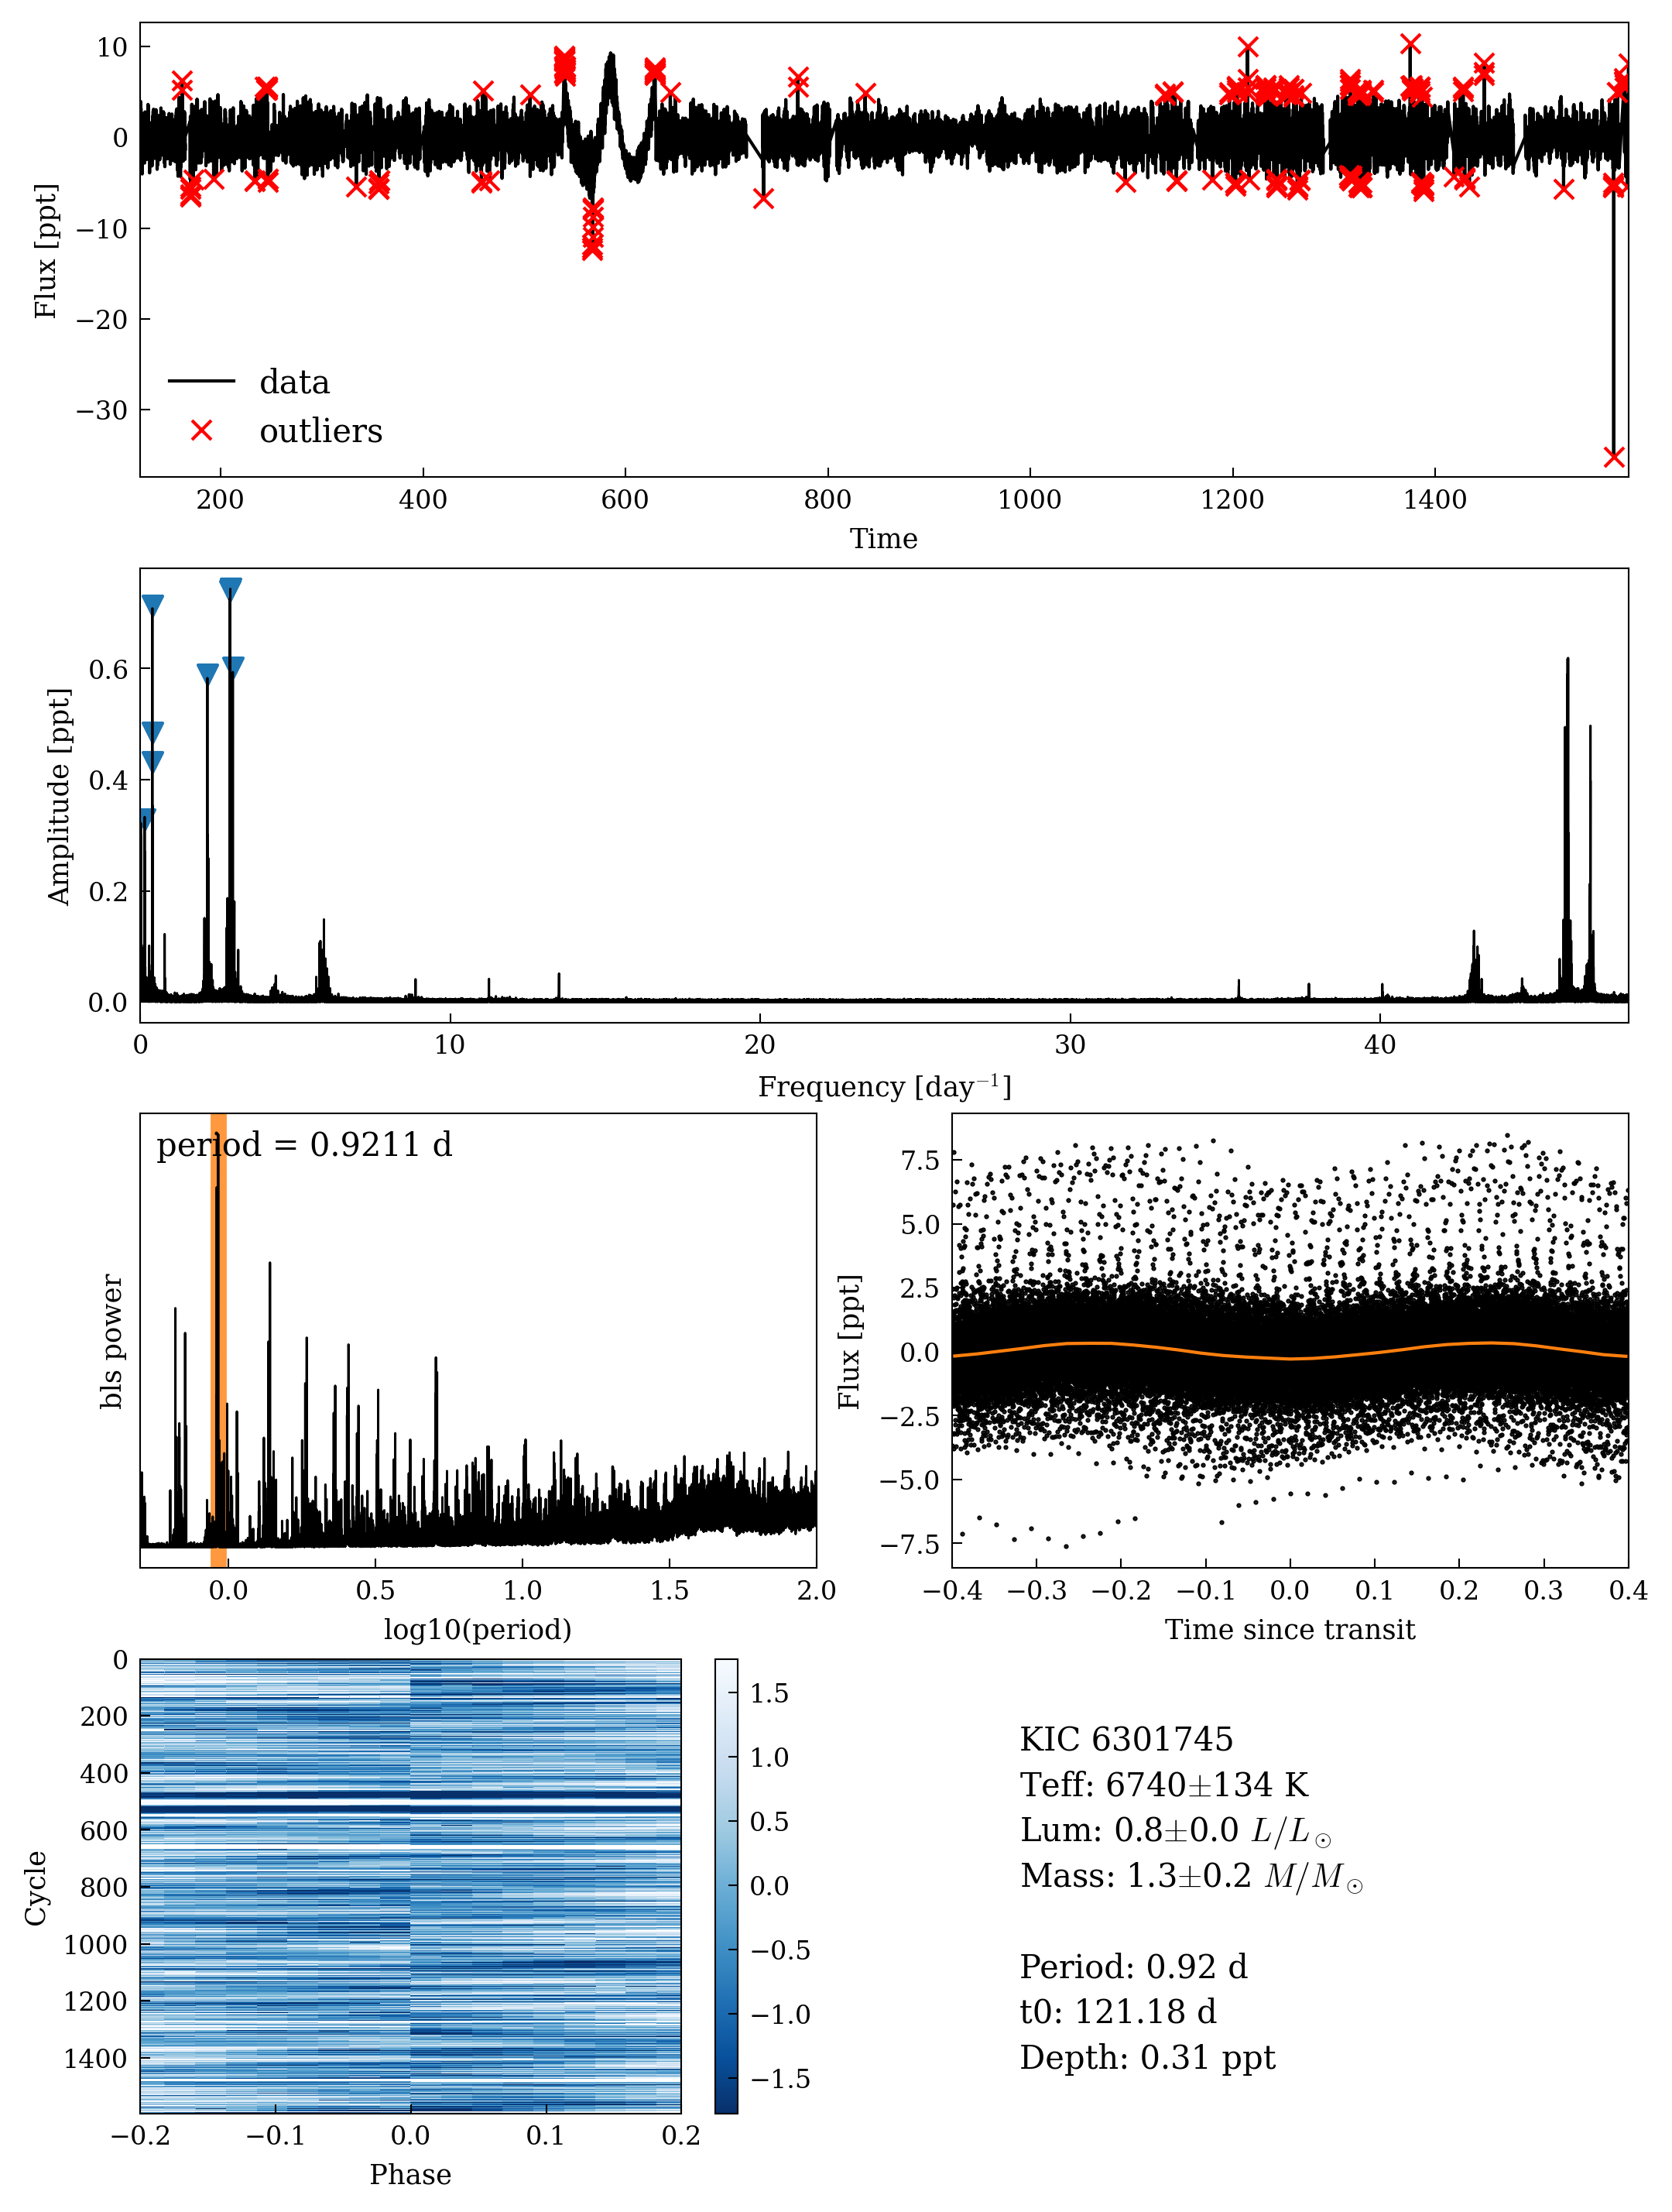 10
0
−10
−20
−30
Flux [ppt]
data
outliers
200 400 600 800 1000 1200 1400
Time
0.6
0.4
0.2
0.0
Amplitude [ppt]
0 10 20 30 40
Frequency [day⁻¹]
period = 0.9211 d
bls power
0.0 0.5 1.0 1.5 2.0
log10(period)
7.5
5.0
2.5
0.0
−2.5
−5.0
−7.5
Flux [ppt]
−0.4 −0.3 −0.2 −0.1 0.0 0.1 0.2 0.3 0.4
Time since transit
0
200
400
600
800
1000
1200
1400
Cycle
−0.2 −0.1 0.0 0.1 0.2
Phase
1.5
1.0
0.5
0.0
−0.5
−1.0
−1.5
KIC 6301745
Teff: 6740±134 K
Lum: 0.8±0.0 L/L⊙
Mass: 1.3±0.2 M/M⊙
Period: 0.92 d
t0: 121.18 d
Depth: 0.31 ppt